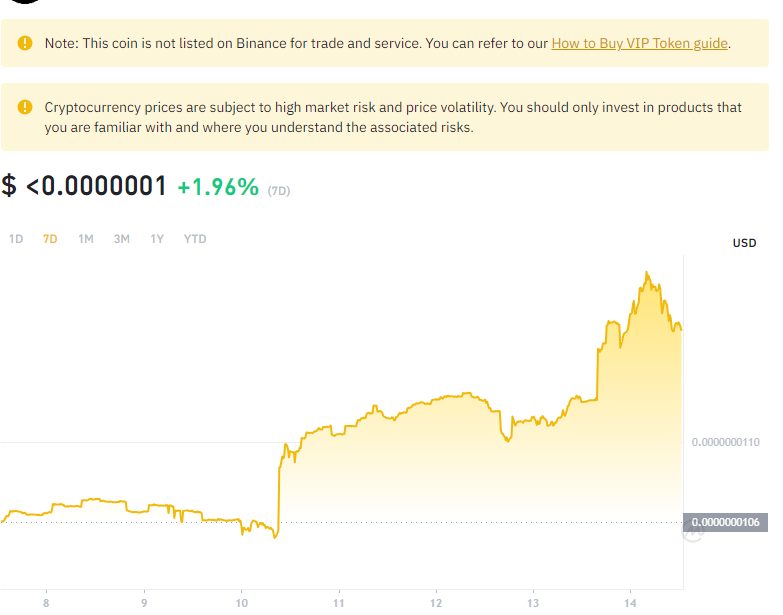 Note: This coin is not listed on Binance for trade and service. You can refer to our How to Buy VIP Token guide.
Cryptocurrency prices are subject to high market risk and price volatility. You should only invest in products that
you are familiar with and where you understand the associated risks.
$ <0.0000001 +1.96% (7D)
1D 7D 1M 3M 1Y YTD
USD
0.0000000110
0.0000000106
8 9 10 11 12 13 14